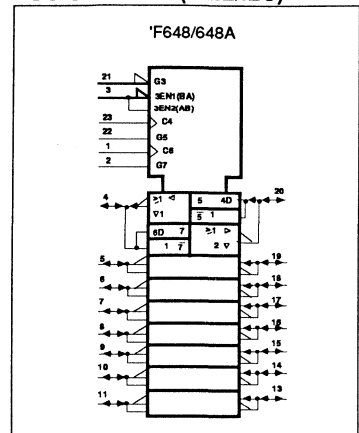 'F648/648A
21 G3
3 3EN1(BA)
3EN2(AB)
23 C4
22 G5
1 C6
2 G7
4 ≥1 ◁ 5 4D 20
▽1 5̅ 1
6D 7 ≥1 ▷
1 7̅ 2 ▽
5 19
6 18
7 17
8 16
9 15
10 14
11 13